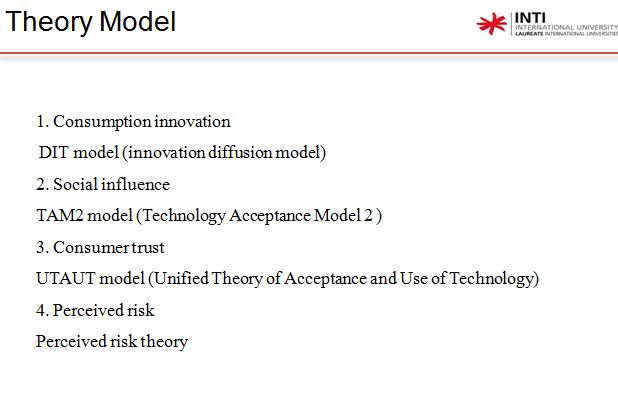 Theory Model
INTI
INTERNATIONAL UNIVERSITY
LAUREATE INTERNATIONAL UNIVERSITIES
1. Consumption innovation
DIT model (innovation diffusion model)
2. Social influence
TAM2 model (Technology Acceptance Model 2 )
3. Consumer trust
UTAUT model (Unified Theory of Acceptance and Use of Technology)
4. Perceived risk
Perceived risk theory